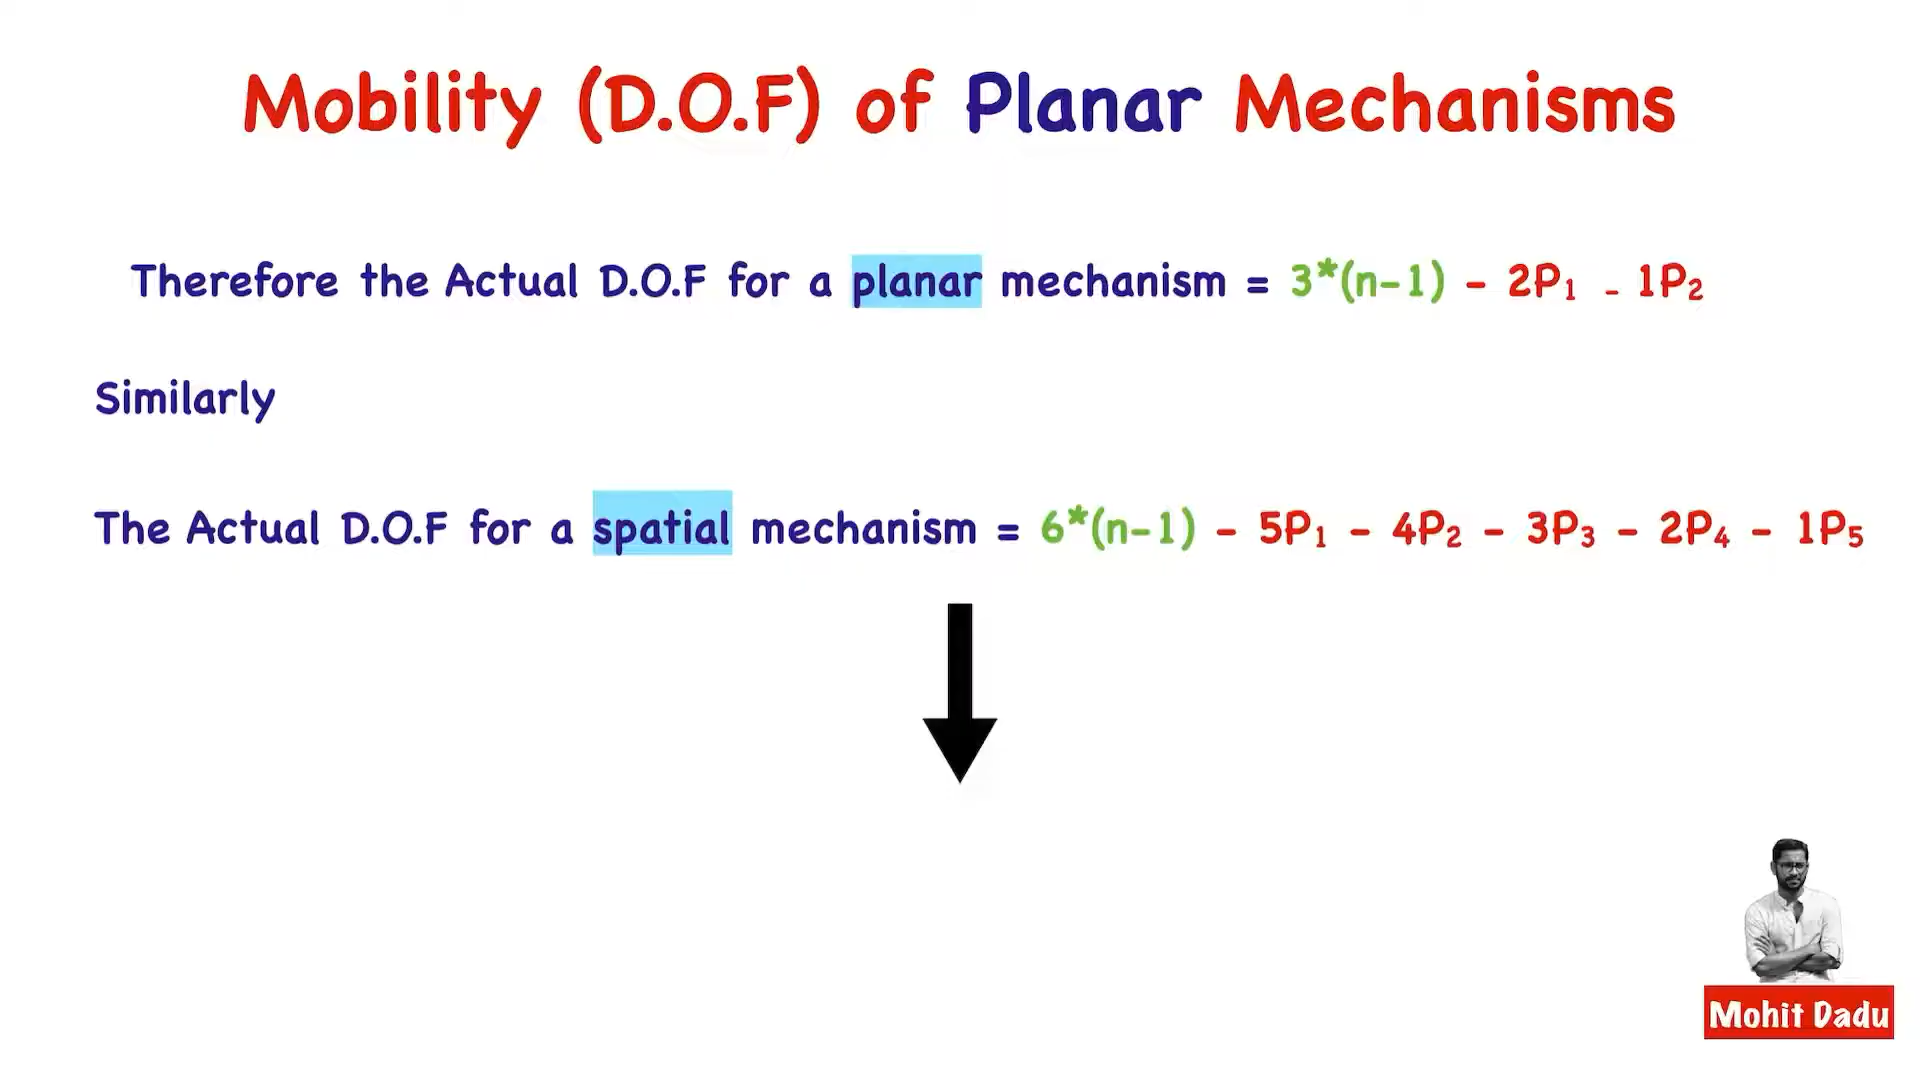 Mobility (D.O.F) of Planar Mechanisms
Therefore the Actual D.O.F for a planar mechanism = 3*(n-1) - 2P₁ - 1P₂
Similarly
The Actual D.O.F for a spatial mechanism = 6*(n-1) - 5P₁ - 4P₂ - 3P₃ - 2P₄ - 1P₅
Mohit Dadu